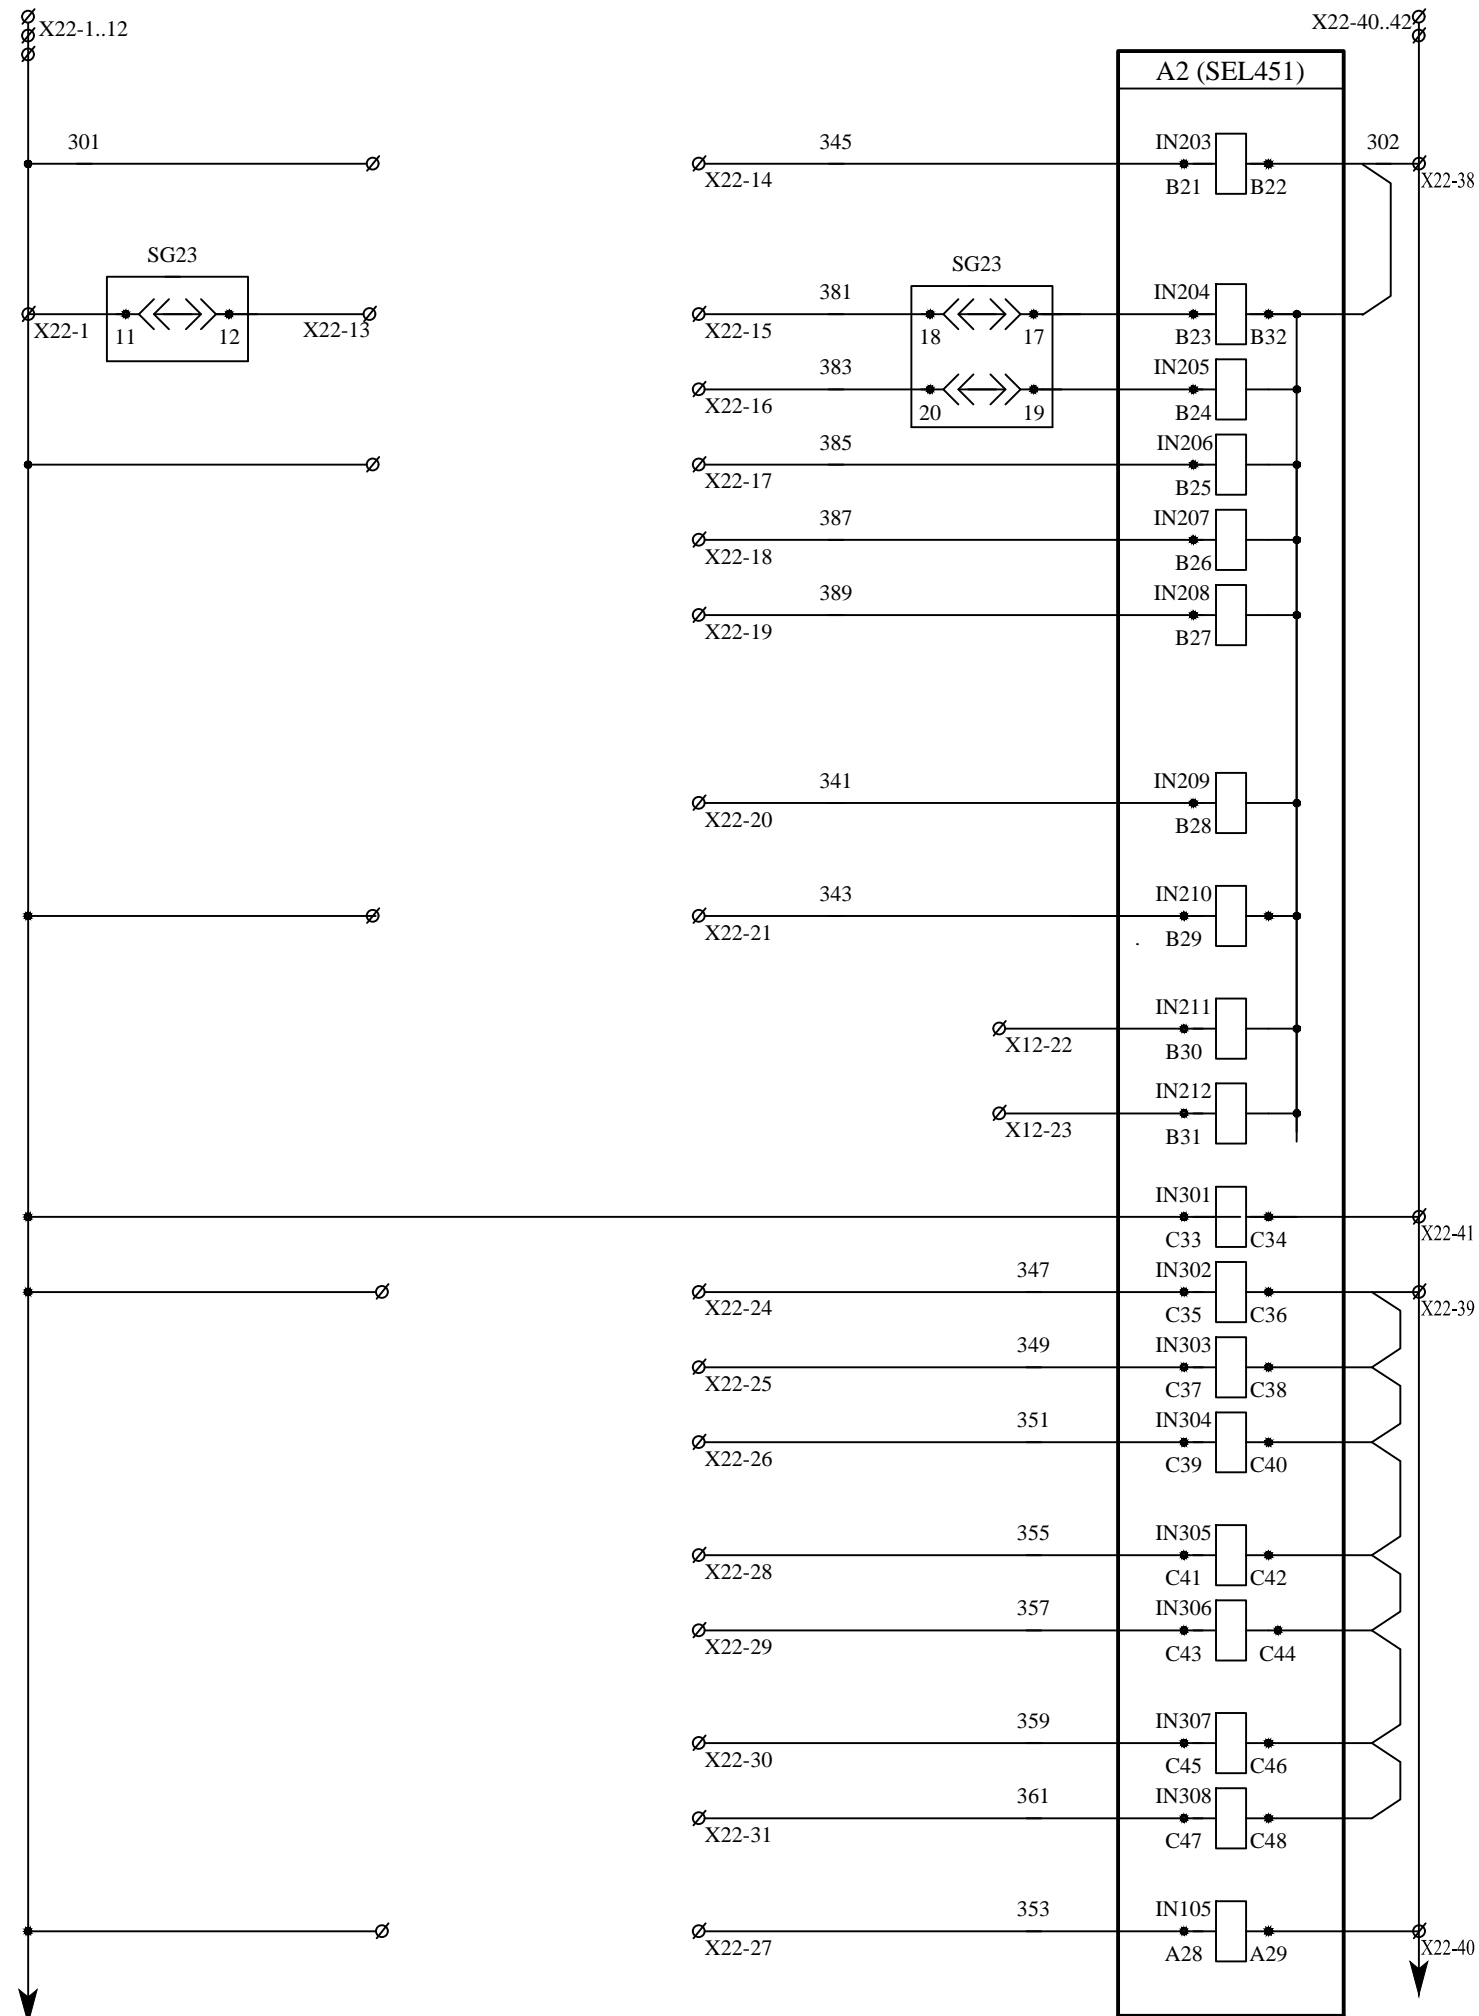 X22-1..12
X22-40..42
A2 (SEL451)
301
345
IN203
302
X22-14
B21
B22
X22-38
SG23
SG23
381
IN204
X22-1
11
12
X22-13
X22-15
18
17
B23
B32
383
IN205
X22-16
20
19
B24
385
IN206
X22-17
B25
387
IN207
X22-18
B26
389
IN208
X22-19
B27
341
IN209
X22-20
B28
343
IN210
X22-21
. B29
IN211
X12-22
B30
IN212
X12-23
B31
IN301
C33
C34
X22-41
347
IN302
X22-24
C35
C36
X22-39
349
IN303
X22-25
C37
C38
351
IN304
X22-26
C39
C40
355
IN305
X22-28
C41
C42
357
IN306
X22-29
C43
C44
359
IN307
X22-30
C45
C46
361
IN308
X22-31
C47
C48
353
IN105
X22-27
A28
A29
X22-40